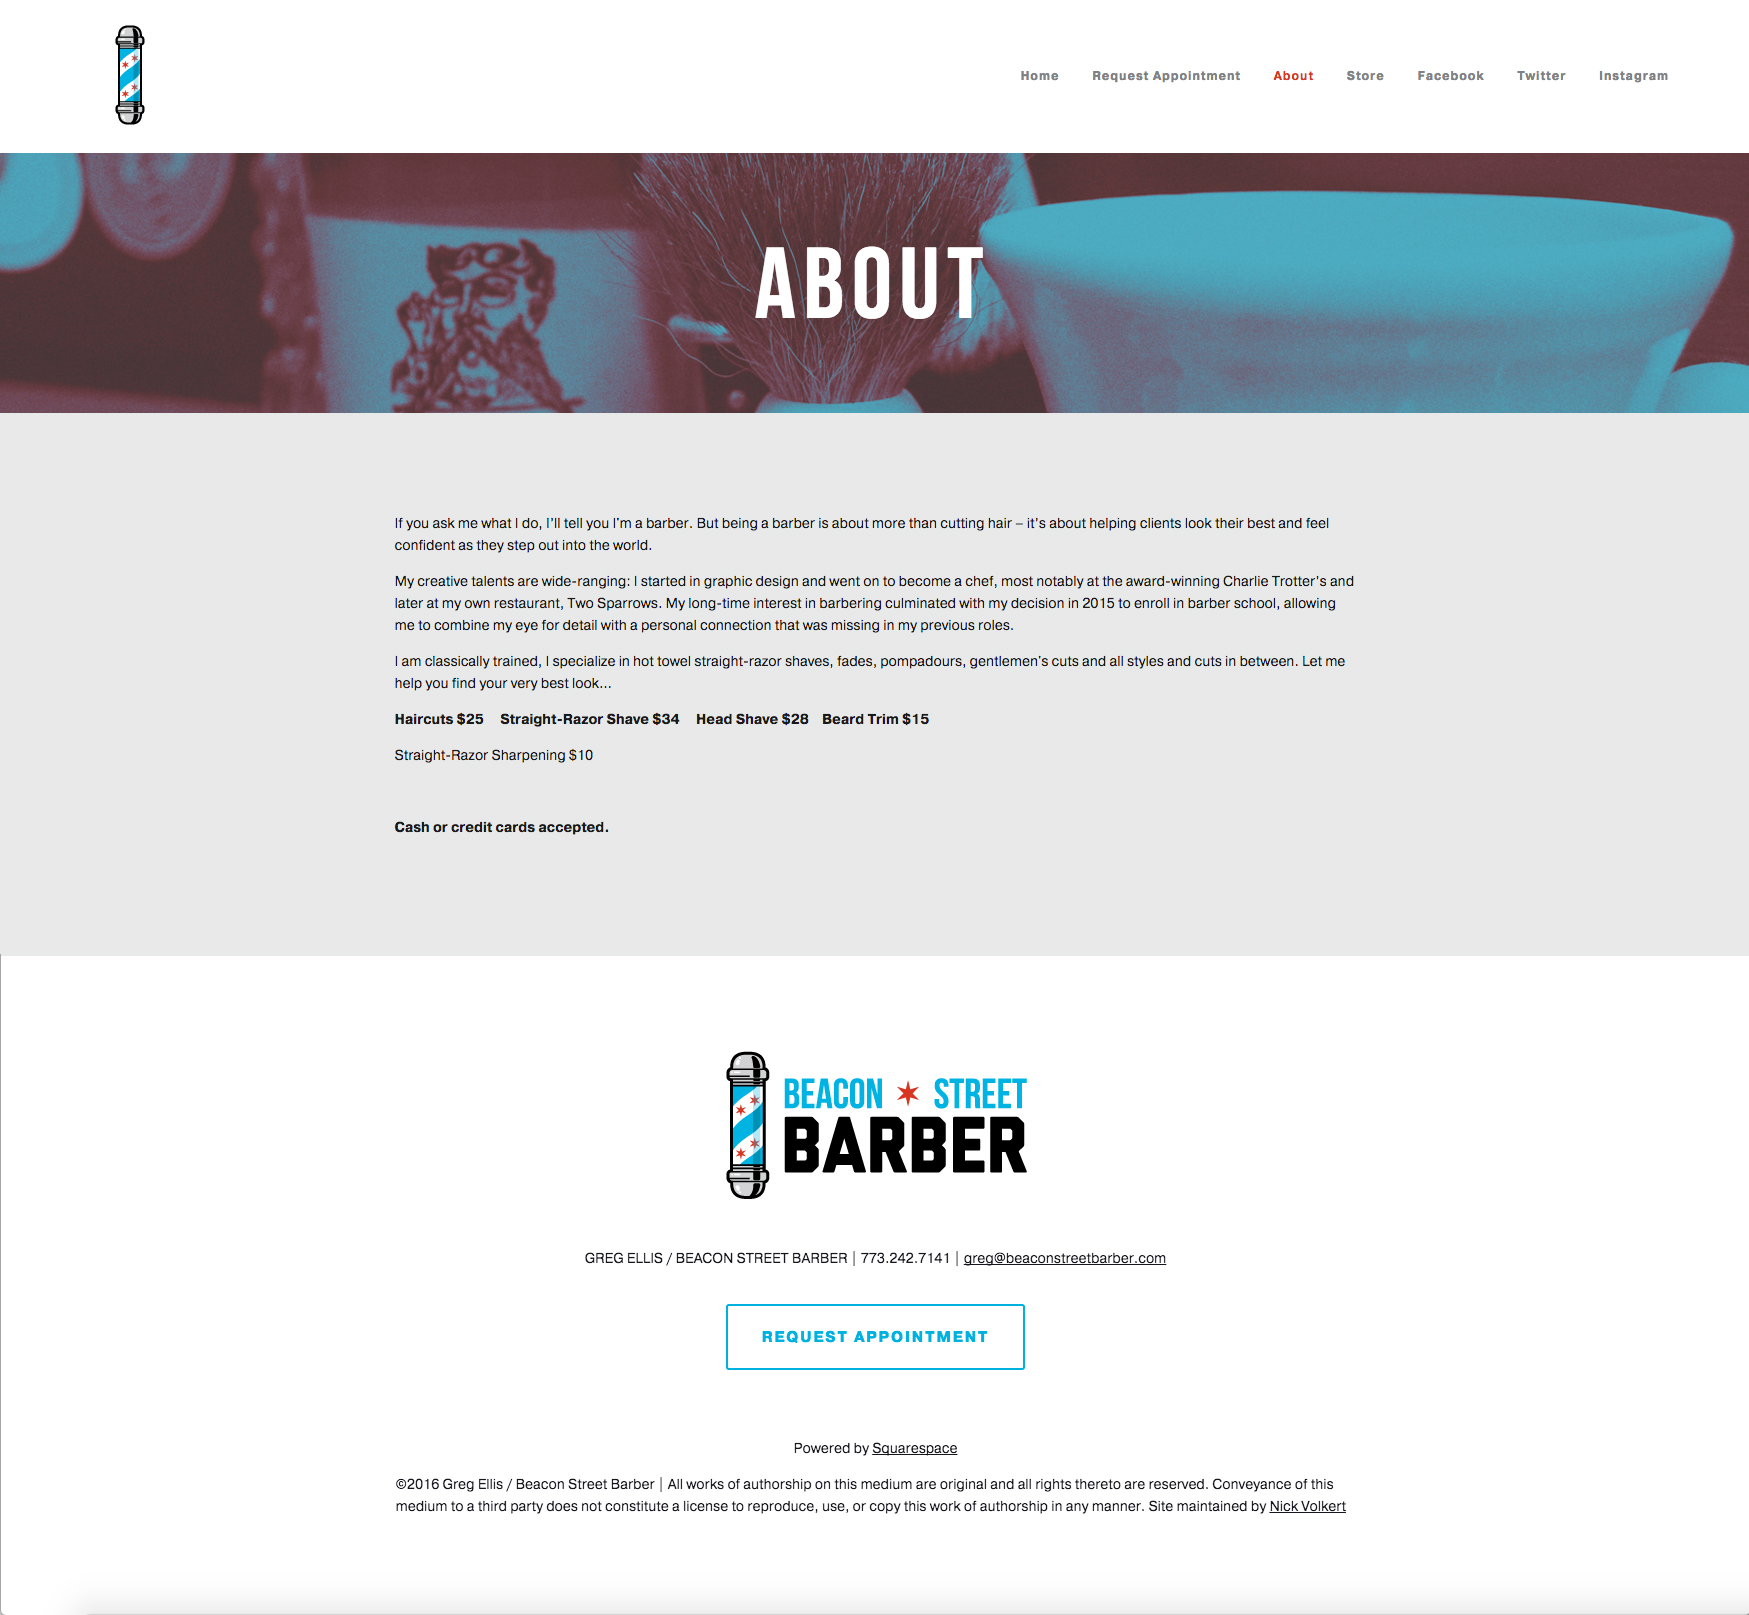 Home Request Appointment About Store Facebook Twitter Instagram
ABOUT
If you ask me what I do, I'll tell you I'm a barber. But being a barber is about more than cutting hair – it's about helping clients look their best and feel
confident as they step out into the world.
My creative talents are wide-ranging: I started in graphic design and went on to become a chef, most notably at the award-winning Charlie Trotter's and
later at my own restaurant, Two Sparrows. My long-time interest in barbering culminated with my decision in 2015 to enroll in barber school, allowing
me to combine my eye for detail with a personal connection that was missing in my previous roles.
I am classically trained, I specialize in hot towel straight-razor shaves, fades, pompadours, gentlemen's cuts and all styles and cuts in between. Let me
help you find your very best look...
Haircuts $25 Straight-Razor Shave $34 Head Shave $28 Beard Trim $15
Straight-Razor Sharpening $10
Cash or credit cards accepted.
BEACON STREET
BARBER
GREG ELLIS / BEACON STREET BARBER | 773.242.7141 | greg@beaconstreetbarber.com
REQUEST APPOINTMENT
Powered by Squarespace
©2016 Greg Ellis / Beacon Street Barber | All works of authorship on this medium are original and all rights thereto are reserved. Conveyance of this
medium to a third party does not constitute a license to reproduce, use, or copy this work of authorship in any manner. Site maintained by Nick Volkert